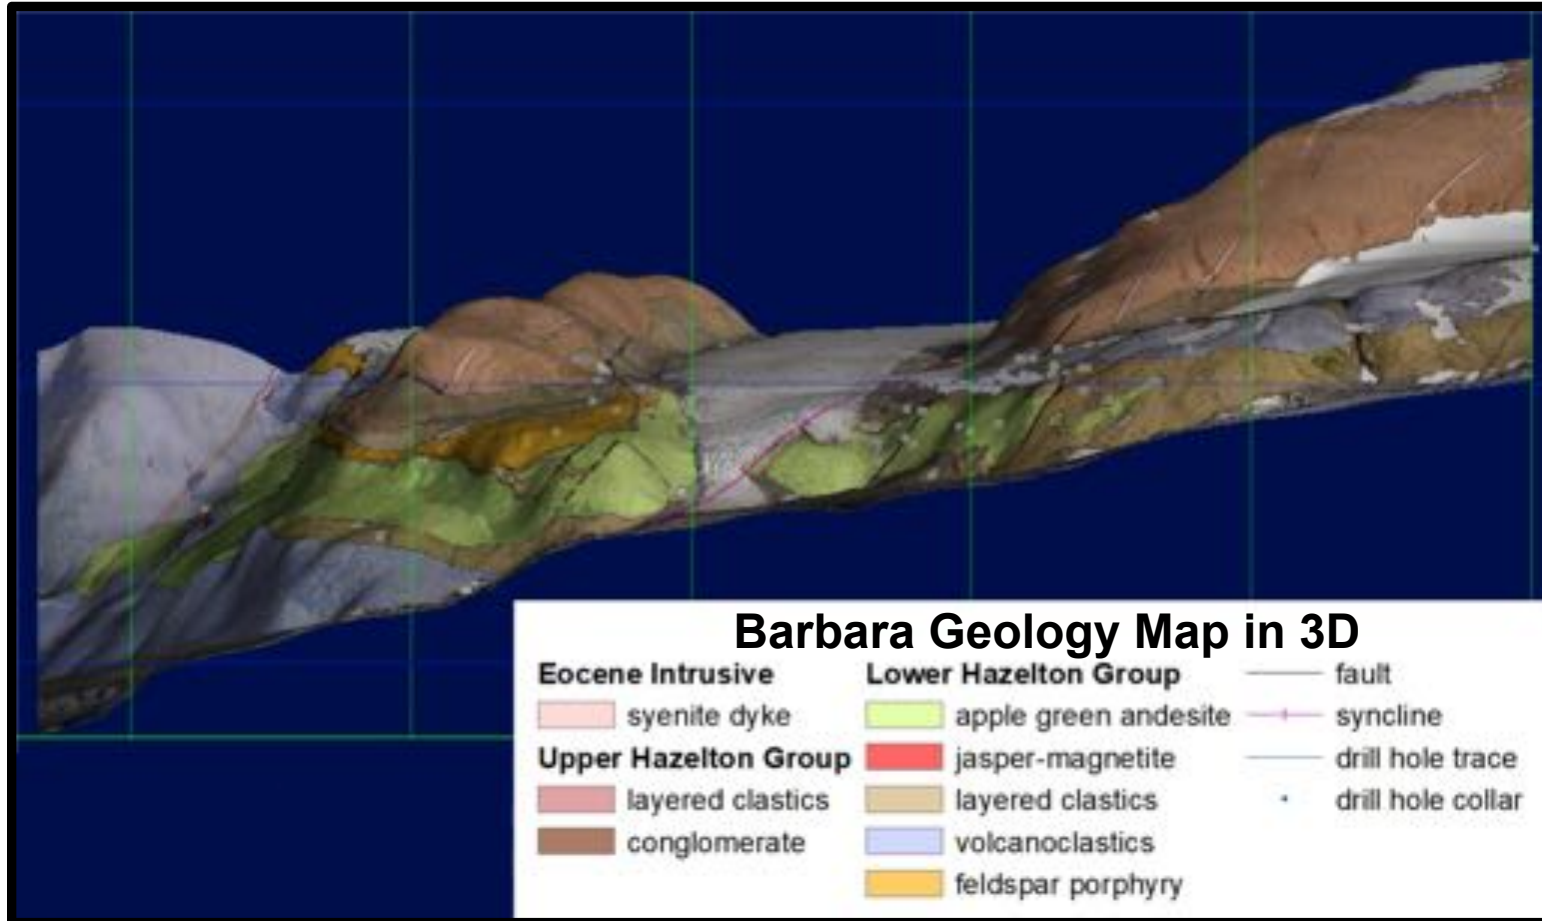 Barbara Geology Map in 3D
Eocene Intrusive
syenite dyke
Upper Hazelton Group
layered clastics
conglomerate
Lower Hazelton Group
apple green andesite
jasper-magnetite
layered clastics
volcanoclastics
feldspar porphyry
fault
syncline
drill hole trace
drill hole collar